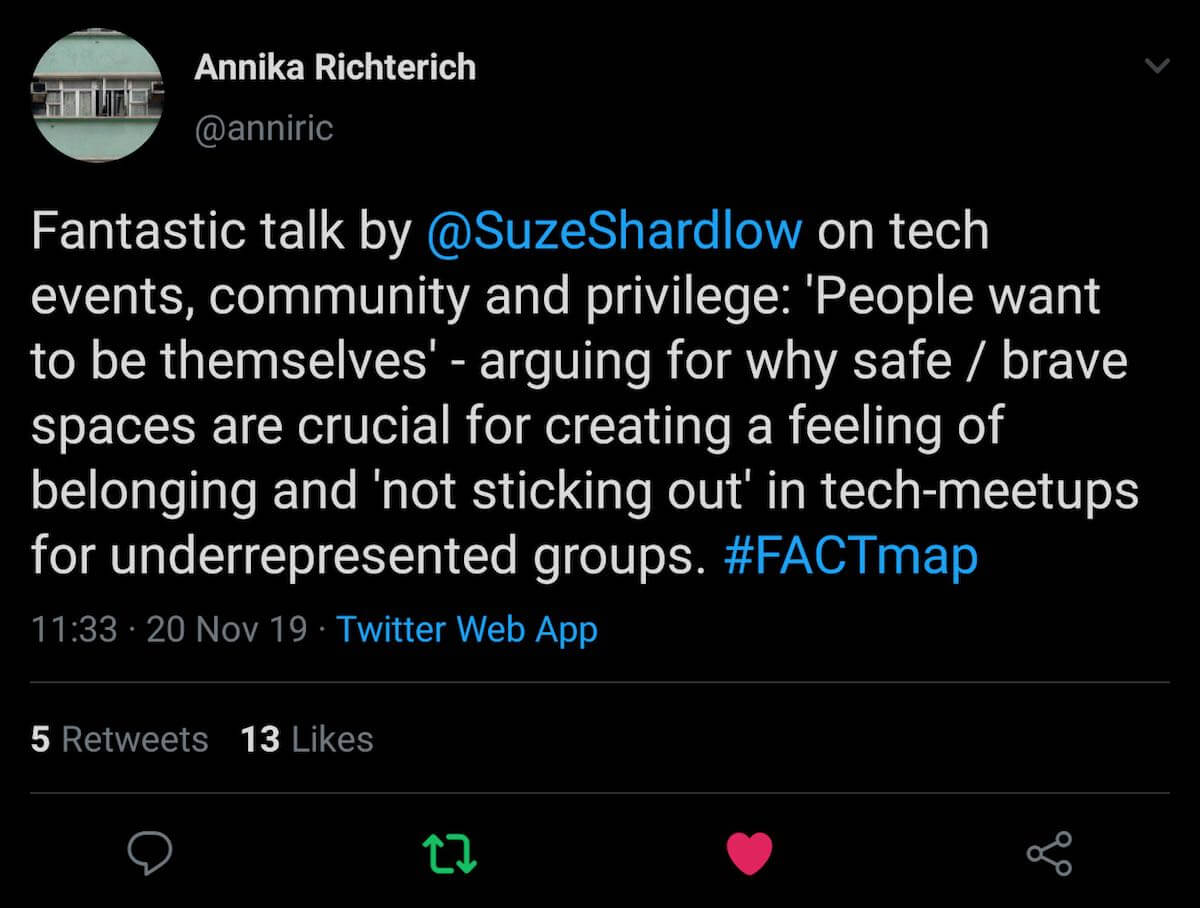 Annika Richterich
@anniric
Fantastic talk by @SuzeShardlow on tech
events, community and privilege: 'People want
to be themselves' - arguing for why safe / brave
spaces are crucial for creating a feeling of
belonging and 'not sticking out' in tech-meetups
for underrepresented groups. #FACTmap
11:33 · 20 Nov 19 · Twitter Web App
5 Retweets 13 Likes